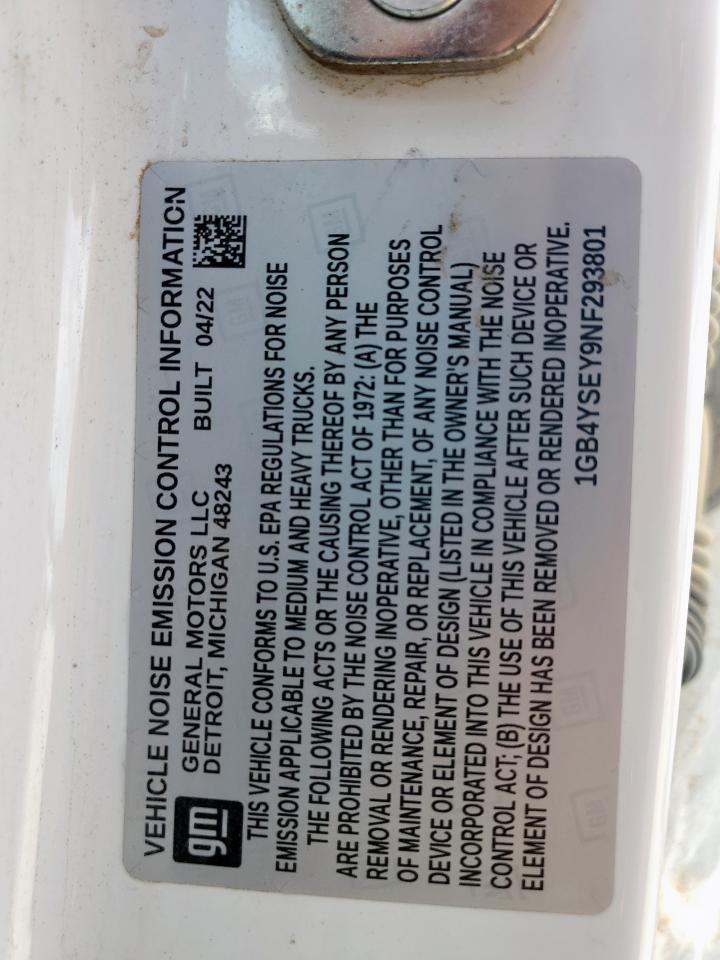 VEHICLE NOISE EMISSION CONTROL INFORMATION
gm
GENERAL MOTORS LLC
DETROIT, MICHIGAN 48243
BUILT 04/22
THIS VEHICLE CONFORMS TO U.S. EPA REGULATIONS FOR NOISE
EMISSION APPLICABLE TO MEDIUM AND HEAVY TRUCKS.
THE FOLLOWING ACTS OR THE CAUSING THEREOF BY ANY PERSON
ARE PROHIBITED BY THE NOISE CONTROL ACT OF 1972: (A) THE
REMOVAL OR RENDERING INOPERATIVE, OTHER THAN FOR PURPOSES
OF MAINTENANCE, REPAIR, OR REPLACEMENT, OF ANY NOISE CONTROL
DEVICE OR ELEMENT OF DESIGN (LISTED IN THE OWNER'S MANUAL)
INCORPORATED INTO THIS VEHICLE IN COMPLIANCE WITH THE NOISE
CONTROL ACT; (B) THE USE OF THIS VEHICLE AFTER SUCH DEVICE OR
ELEMENT OF DESIGN HAS BEEN REMOVED OR RENDERED INOPERATIVE.
1GB4YSEY9NF293801